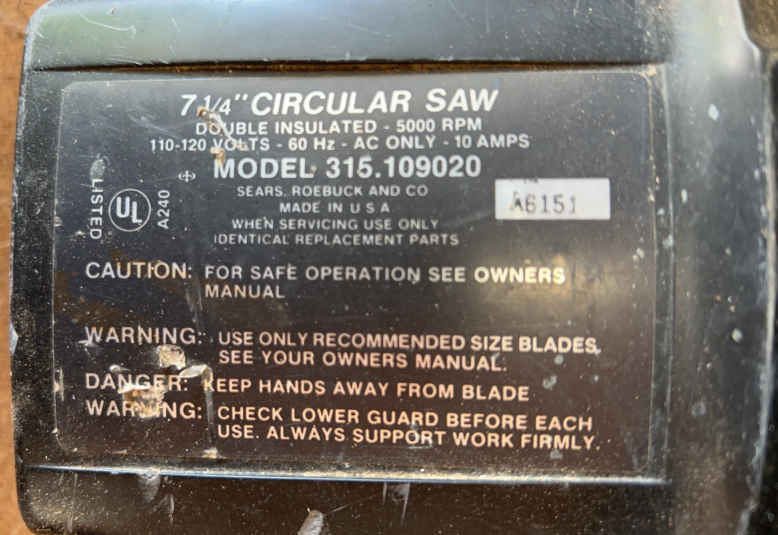 7 1/4" CIRCULAR SAW
DOUBLE INSULATED - 5000 RPM
110-120 VOLTS - 60 Hz - AC ONLY - 10 AMPS
MODEL 315.109020
SEARS, ROEBUCK AND CO
MADE IN U S A
WHEN SERVICING USE ONLY
IDENTICAL REPLACEMENT PARTS
A6151
LISTED
UL
A240
CAUTION: FOR SAFE OPERATION SEE OWNERS
MANUAL
WARNING: USE ONLY RECOMMENDED SIZE BLADES.
SEE YOUR OWNERS MANUAL.
DANGER: KEEP HANDS AWAY FROM BLADE
WARNING: CHECK LOWER GUARD BEFORE EACH
USE. ALWAYS SUPPORT WORK FIRMLY.